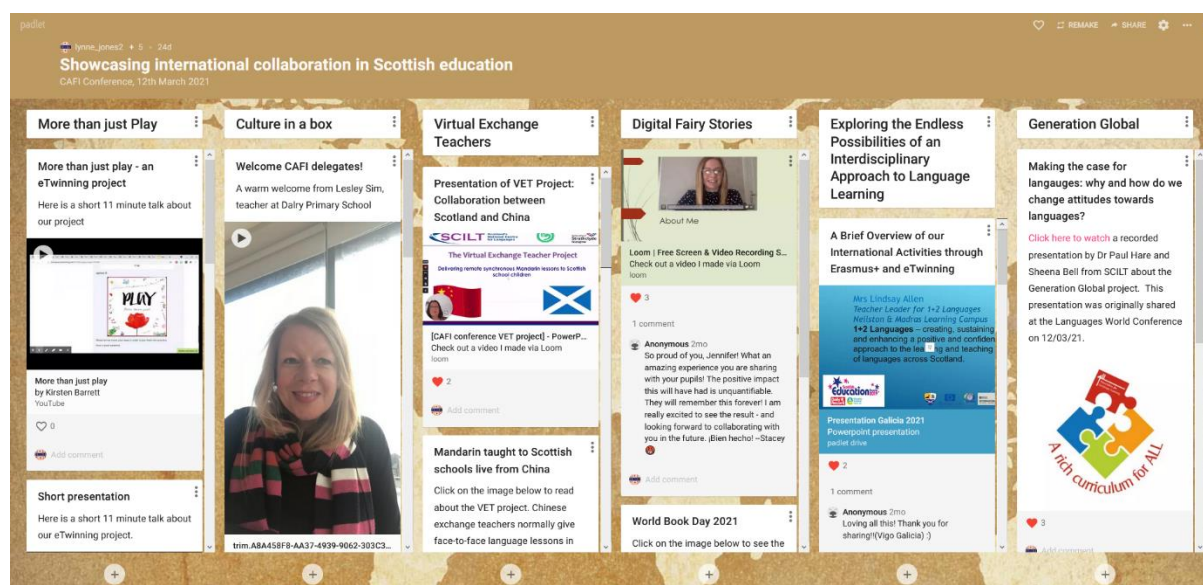 padlet
REMAKE
SHARE
lynne_jones2 + 5 · 24d
Showcasing international collaboration in Scottish education
CAFI Conference, 12th March 2021
More than just Play
More than just play - an
eTwinning project
Here is a short 11 minute talk about
our project
PLAY
More than just play
by Kirsten Barrett
YouTube
0
Add comment
Short presentation
Here is a short 11 minute talk about
our eTwinning project.
Culture in a box
Welcome CAFI delegates!
A warm welcome from Lesley Sim,
teacher at Dalry Primary School
trim.A8A458F8-AA37-4939-9062-303C3...
Virtual Exchange
Teachers
Presentation of VET Project:
Collaboration between
Scotland and China
SCILT
The Virtual Exchange Teacher Project
Delivering remote synchronous Mandarin lessons to Scottish
school children
[CAFI conference VET project] - PowerP...
Check out a video I made via Loom
loom
2
Add comment
Mandarin taught to Scottish
schools live from China
Click on the image below to read
about the VET project. Chinese
exchange teachers normally give
face-to-face language lessons in
Digital Fairy Stories
About Me
Loom | Free Screen & Video Recording S...
Check out a video I made via Loom
loom
3
1 comment
Anonymous 2mo
So proud of you, Jennifer! What an
amazing experience you are sharing
with your pupils! The positive impact
this will have had is unquantifiable.
They will remember this forever! I am
really excited to see the result - and
looking forward to collaborating with
you in the future. ¡Bien hecho! ~Stacey
Add comment
World Book Day 2021
Click on the image below to see the
Exploring the Endless
Possibilities of an
Interdisciplinary
Approach to Language
Learning
A Brief Overview of our
International Activities through
Erasmus+ and eTwinning
Mrs Lindsay Allen
Teacher Leader for 1+2 Languages
Neilston & Madras Learning Campus
1+2 Languages – creating, sustaining
and enhancing a positive and confiden
approach to the learning and teaching
of languages across Scotland.
Education
Presentation Galicia 2021
Powerpoint presentation
padlet drive
2
1 comment
Anonymous 2mo
Loving all this! Thank you for
sharing!!(Vigo Galicia) :)
Generation Global
Making the case for
langauges: why and how do we
change attitudes towards
languages?
Click here to watch a recorded
presentation by Dr Paul Hare and
Sheena Bell from SCILT about the
Generation Global project. This
presentation was originally shared
at the Languages World Conference
on 12/03/21.
A rich curriculum for ALL
3
Add comment